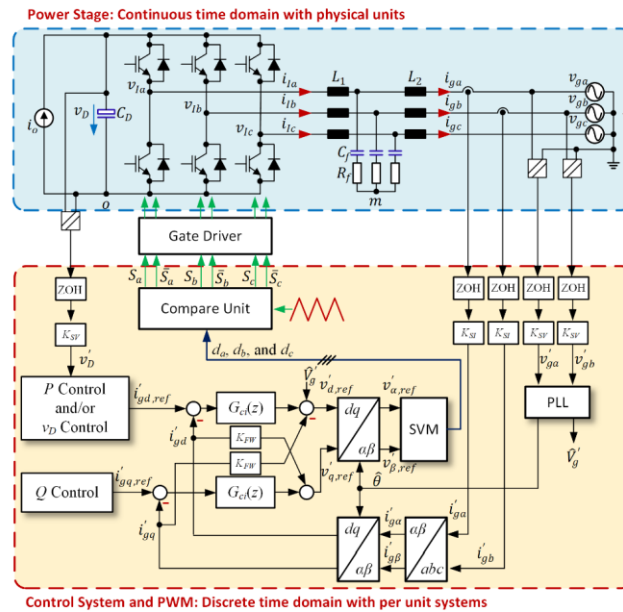 Power Stage: Continuous time domain with physical units
v_Ia
v_Ib
v_Ic
i_Ia
i_Ib
i_Ic
L_1
L_2
i_ga
i_gb
i_gc
v_ga
v_gb
v_gc
i_o
v_D
C_D
o
C_f
R_f
m
Gate Driver
S_a S̄_a S_b S̄_b S_c S̄_c
Compare Unit
ZOH
ZOH ZOH ZOH ZOH
K_SV
K_SI K_SI K_SV K_SV
v'_D
d_a, d_b, and d_c
v'_ga
v'_gb
P Control
and/or
v_D Control
i'_gd,ref
G_ci(z)
V̂'_g
v'_d,ref
dq
αβ
v'_α,ref
SVM
PLL
i'_gd
K_FW
K_FW
v'_q,ref
v'_β,ref
V̂'_g
Q Control
i'_gq,ref
G_ci(z)
θ̂
i'_gq
dq
αβ
i'_gα
i'_gβ
αβ
abc
i'_ga
i'_gb
Control System and PWM: Discrete time domain with per unit systems